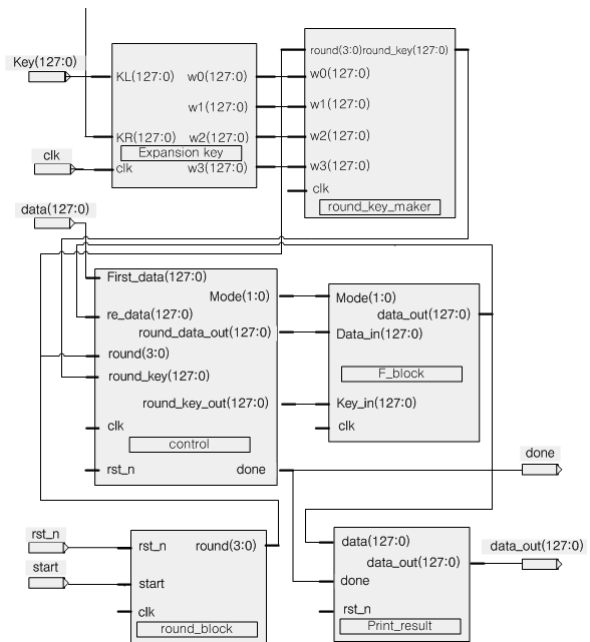 Key(127:0)
KL(127:0) w0(127:0)
w1(127:0)
KR(127:0) w2(127:0)
Expansion key
clk
clk w3(127:0)
round(3:0) round_key(127:0)
w0(127:0)
w1(127:0)
w2(127:0)
w3(127:0)
clk
round_key_maker
data(127:0)
First_data(127:0)
Mode(1:0)
re_data(127:0)
round_data_out(127:0)
round(3:0)
round_key(127:0)
round_key_out(127:0)
clk
control
rst_n done
Mode(1:0)
data_out(127:0)
Data_in(127:0)
F_block
Key_in(127:0)
clk
done
rst_n
start
rst_n round(3:0)
start
clk
round_block
data(127:0)
data_out(127:0)
done
rst_n
Print_result
data_out(127:0)